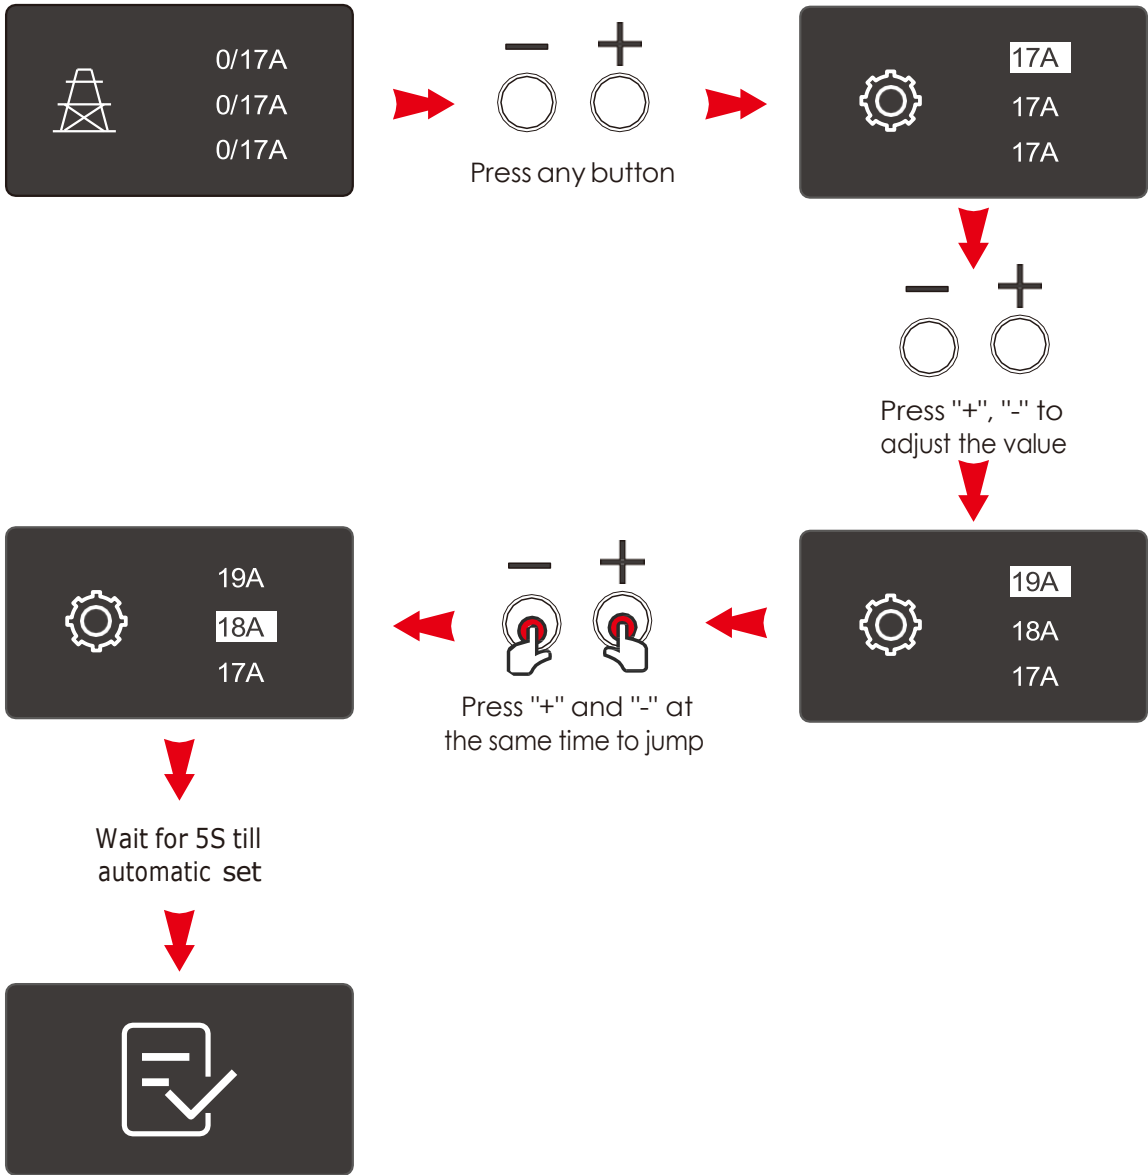 0/17A
0/17A
0/17A
− +
Press any button
17A
17A
17A
− +
Press "+", "-" to
adjust the value
19A
18A
17A
− +
Press "+" and "-" at
the same time to jump
19A
18A
17A
Wait for 5S till
automatic set